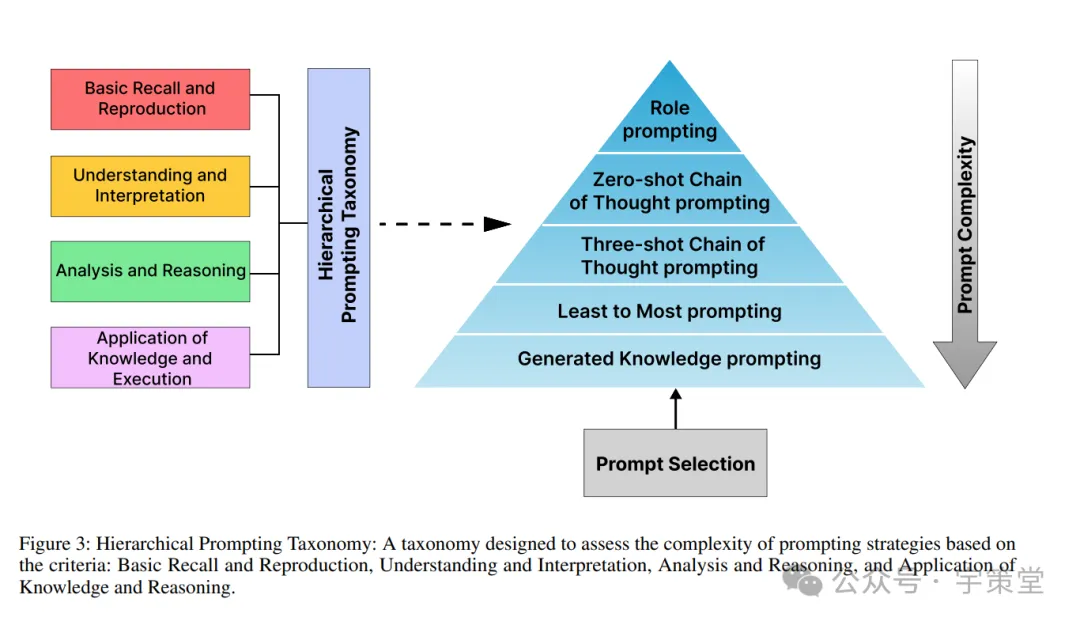 Basic Recall and
Reproduction
Understanding and
Interpretation
Analysis and Reasoning
Application of
Knowledge and
Execution
Hierarchical
Prompting Taxonomy
Role
prompting
Zero-shot Chain
of Thought prompting
Three-shot Chain of
Thought prompting
Least to Most prompting
Generated Knowledge prompting
Prompt Complexity
Prompt Selection
Figure 3: Hierarchical Prompting Taxonomy: A taxonomy designed to assess the complexity of prompting strategies based on
the criteria: Basic Recall and Reproduction, Understanding and Interpretation, Analysis and Reasoning, and Application of
Knowledge and Reasoning.
公众号 · 宇策堂